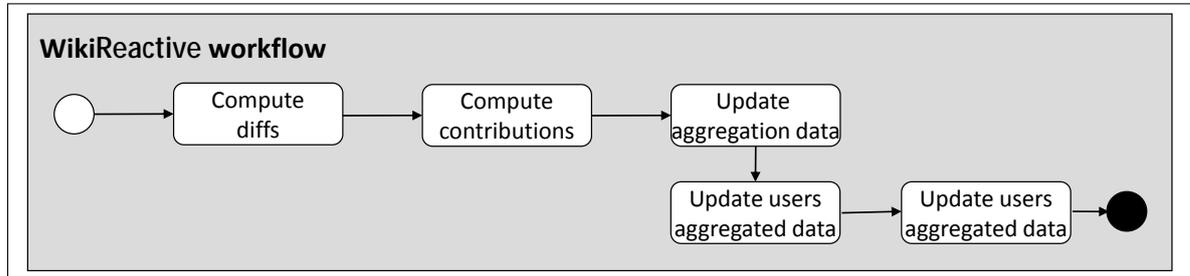 WikiReactive workflow
Compute
diffs
Compute
contributions
Update
aggregation data
Update users
aggregated data
Update users
aggregated data